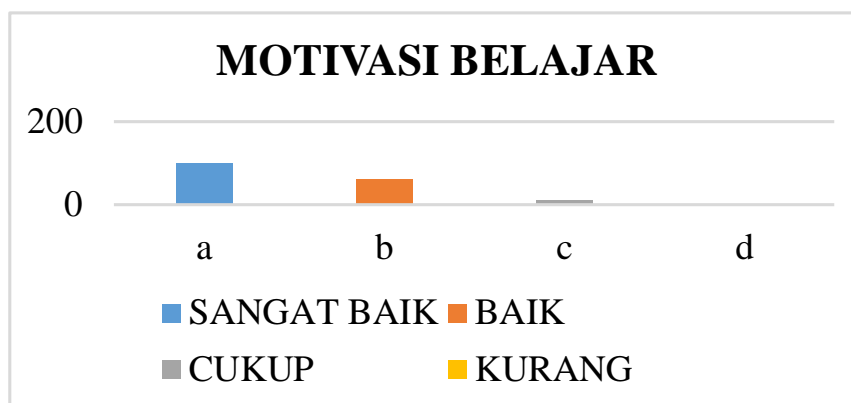 MOTIVASI BELAJAR
200
0
a b c d
SANGAT BAIK BAIK
CUKUP KURANG